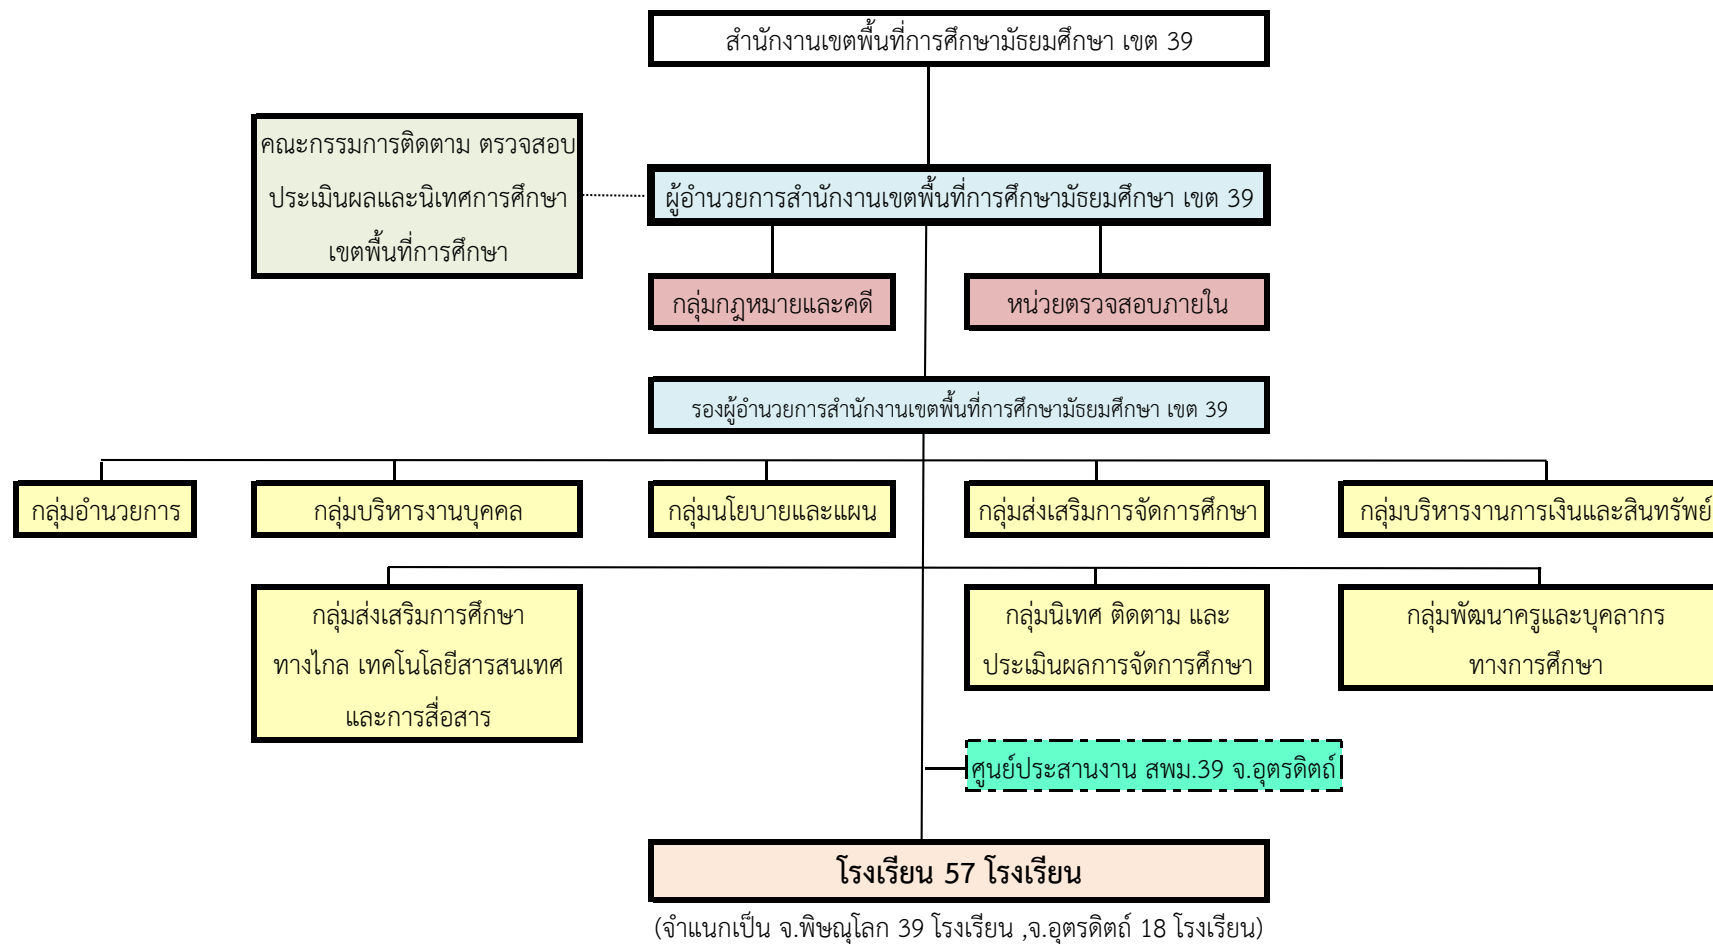 สำนักงานเขตพื้นที่การศึกษามัธยมศึกษา เขต 39
คณะกรรมการติดตาม ตรวจสอบ
ประเมินผลและนิเทศการศึกษา
เขตพื้นที่การศึกษา
ผู้อำนวยการสำนักงานเขตพื้นที่การศึกษามัธยมศึกษา เขต 39
กลุ่มกฎหมายและคดี
หน่วยตรวจสอบภายใน
รองผู้อำนวยการสำนักงานเขตพื้นที่การศึกษามัธยมศึกษา เขต 39
กลุ่มอำนวยการ
กลุ่มบริหารงานบุคคล
กลุ่มนโยบายและแผน
กลุ่มส่งเสริมการจัดการศึกษา
กลุ่มบริหารงานการเงินและสินทรัพย์
กลุ่มส่งเสริมการศึกษา
ทางไกล เทคโนโลยีสารสนเทศ
และการสื่อสาร
กลุ่มนิเทศ ติดตาม และ
ประเมินผลการจัดการศึกษา
กลุ่มพัฒนาครูและบุคลากร
ทางการศึกษา
ศูนย์ประสานงาน สพม.39 จ.อุตรดิตถ์
โรงเรียน 57 โรงเรียน
(จำแนกเป็น จ.พิษณุโลก 39 โรงเรียน ,จ.อุตรดิตถ์ 18 โรงเรียน)